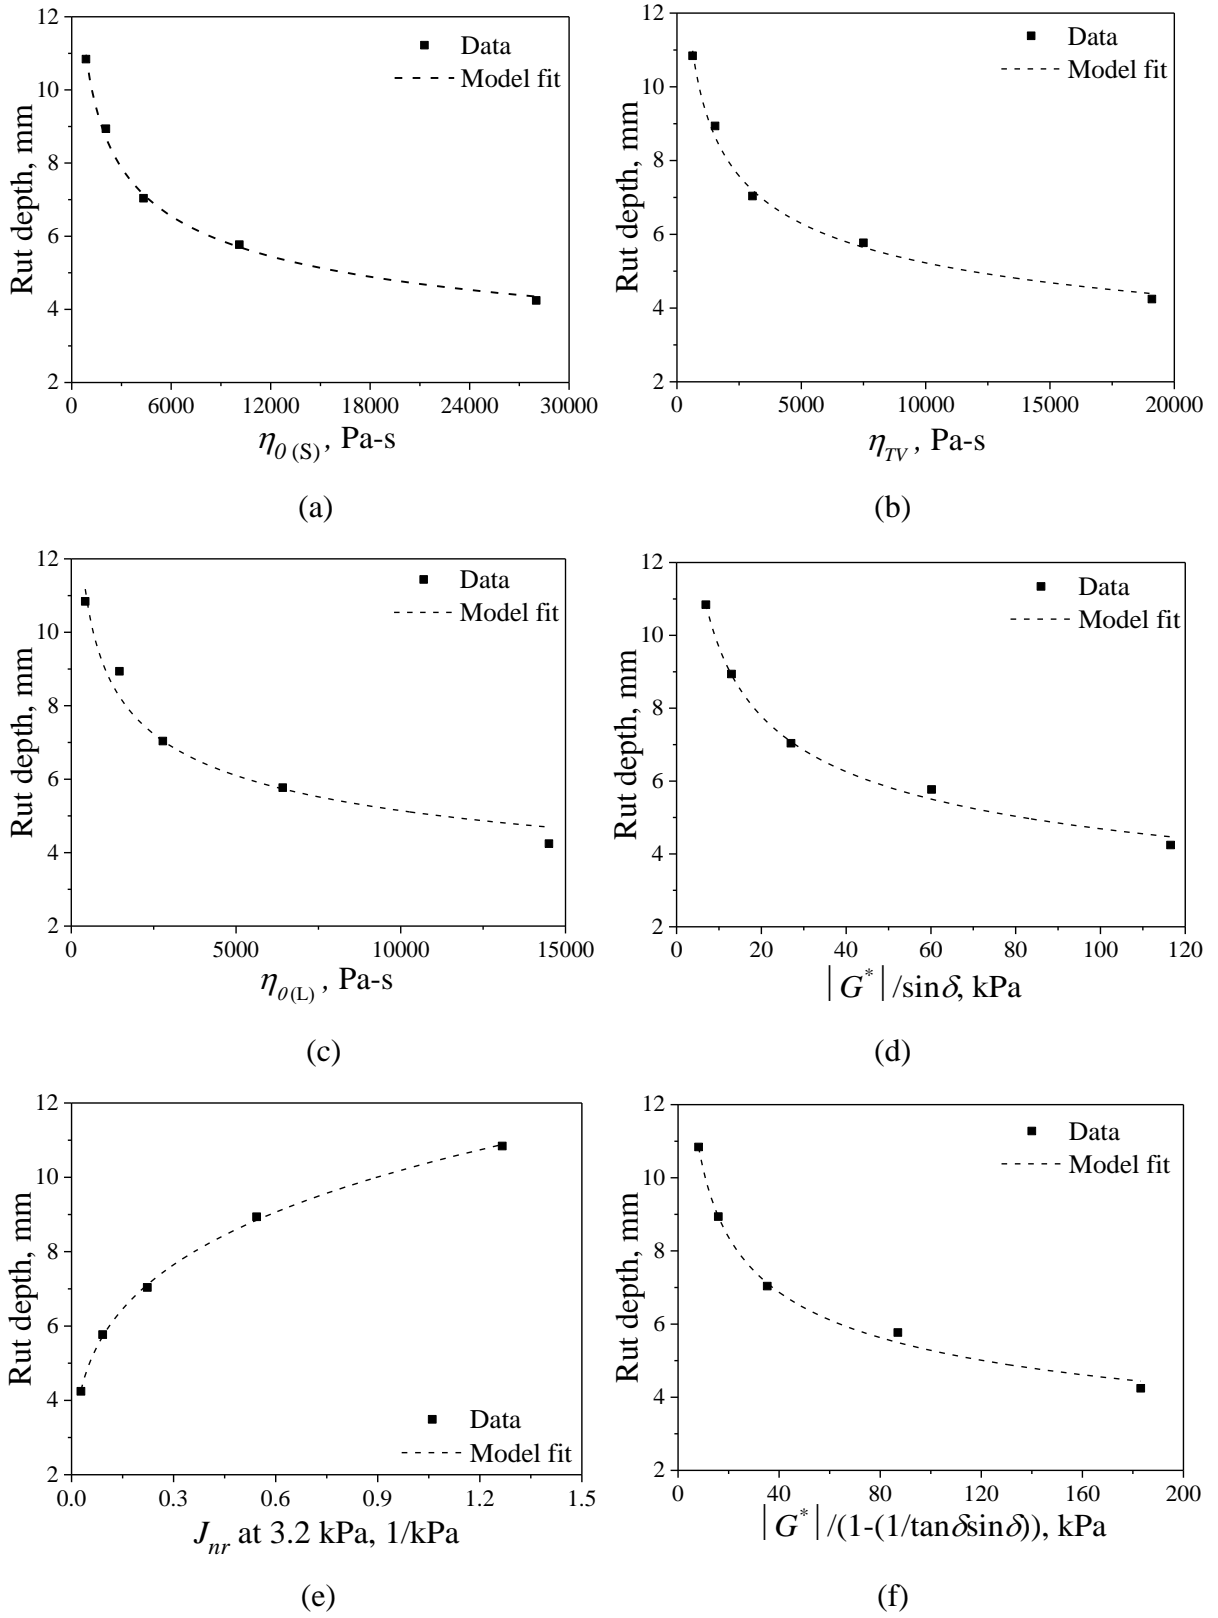 12
10
8
6
4
2
Rut depth, mm
Data
Model fit
0 6000 12000 18000 24000 30000
η0 (S), Pa-s
(a)
12
10
8
6
4
2
Rut depth, mm
Data
Model fit
0 5000 10000 15000 20000
ηTV, Pa-s
(b)
12
10
8
6
4
2
Rut depth, mm
Data
Model fit
0 5000 10000 15000
η0(L), Pa-s
(c)
12
10
8
6
4
2
Rut depth, mm
Data
Model fit
0 20 40 60 80 100 120
|G*|/sinδ, kPa
(d)
12
10
8
6
4
2
Rut depth, mm
Data
Model fit
0.0 0.3 0.6 0.9 1.2 1.5
Jnr at 3.2 kPa, 1/kPa
(e)
12
10
8
6
4
2
Rut depth, mm
Data
Model fit
0 40 80 120 160 200
|G*|/(1-(1/tanδsinδ)), kPa
(f)